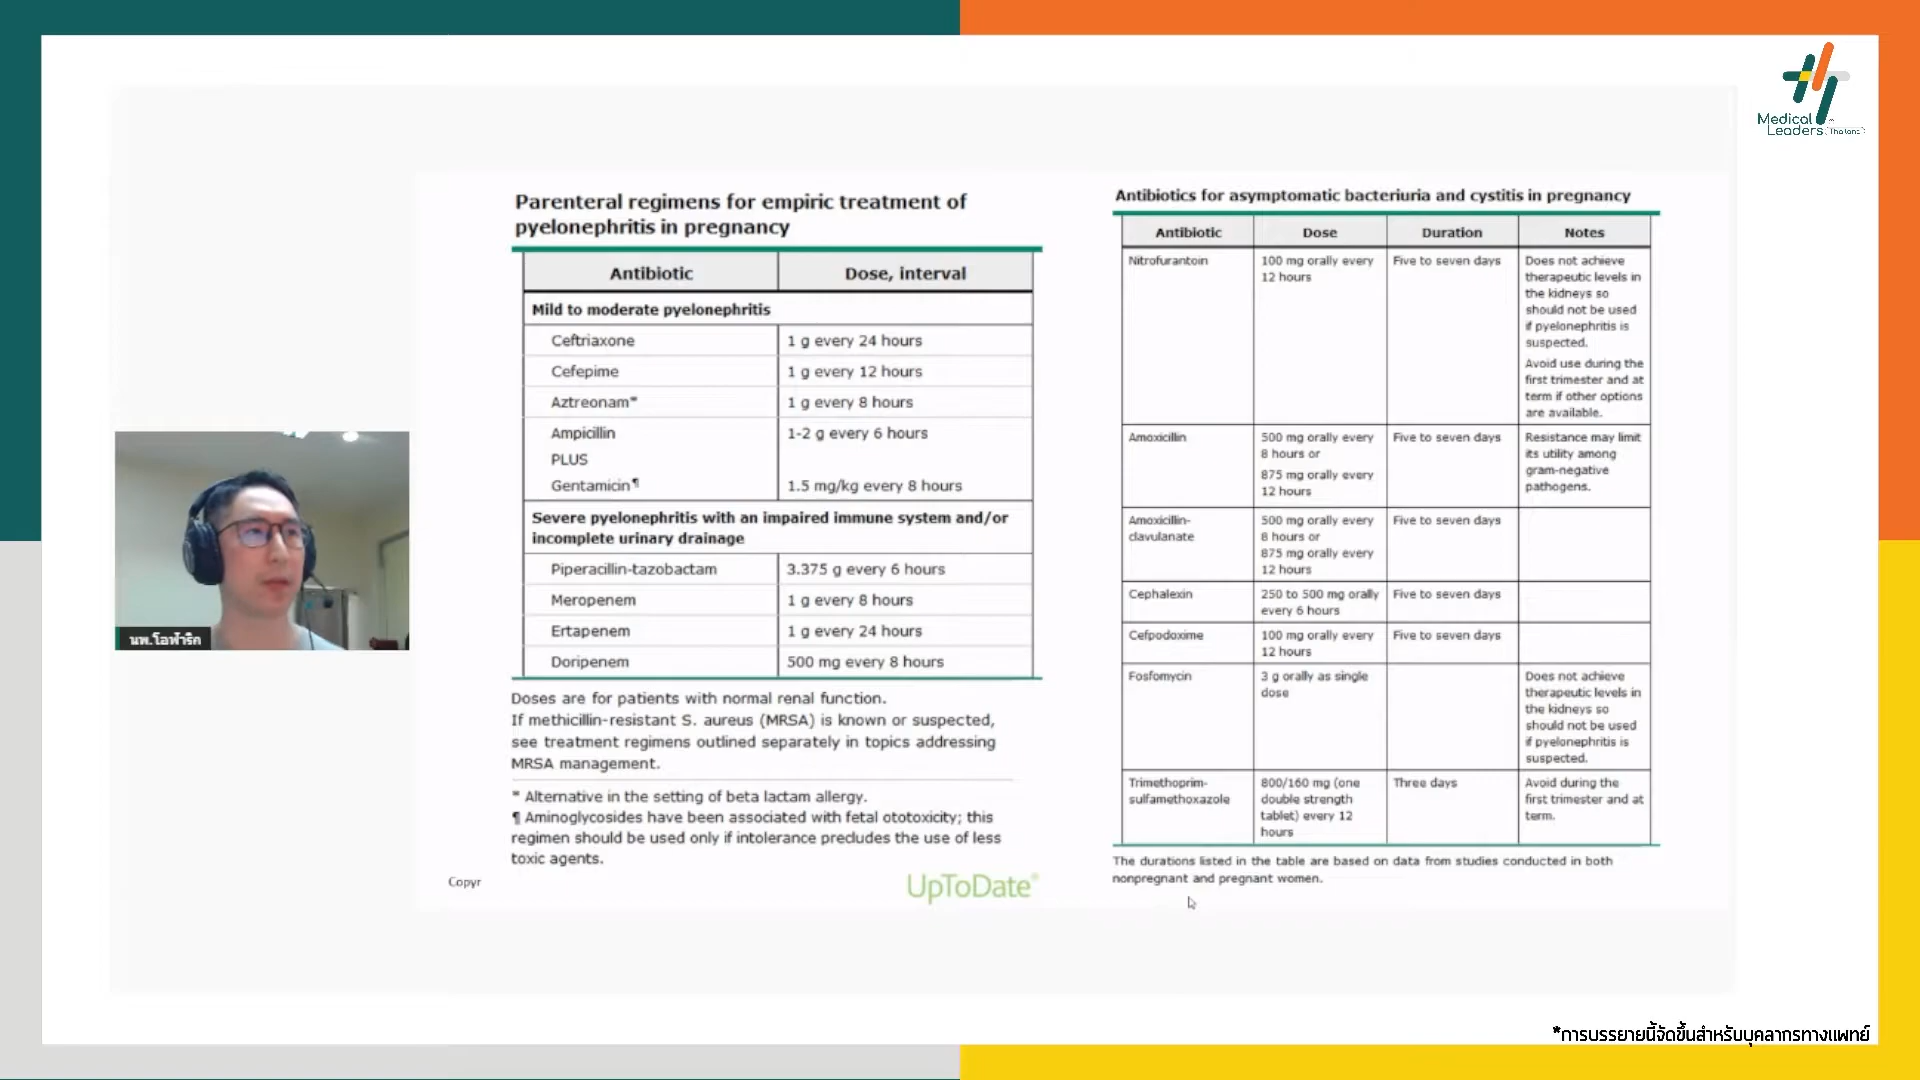 Medical
Leaders (Thailand)
Parenteral regimens for empiric treatment of
pyelonephritis in pregnancy
Antibiotic
Dose, interval
Mild to moderate pyelonephritis
Ceftriaxone
1 g every 24 hours
Cefepime
1 g every 12 hours
Aztreonam*
1 g every 8 hours
Ampicillin
1-2 g every 6 hours
PLUS
Gentamicin¶
1.5 mg/kg every 8 hours
Severe pyelonephritis with an impaired immune system and/or
incomplete urinary drainage
Piperacillin-tazobactam
3.375 g every 6 hours
Meropenem
1 g every 8 hours
Ertapenem
1 g every 24 hours
Doripenem
500 mg every 8 hours
Doses are for patients with normal renal function.
If methicillin-resistant S. aureus (MRSA) is known or suspected,
see treatment regimens outlined separately in topics addressing
MRSA management.
* Alternative in the setting of beta lactam allergy.
¶ Aminoglycosides have been associated with fetal ototoxicity; this
regimen should be used only if intolerance precludes the use of less
toxic agents.
Copyr
UpToDate®
Antibiotics for asymptomatic bacteriuria and cystitis in pregnancy
Antibiotic
Dose
Duration
Notes
Nitrofurantoin
100 mg orally every
12 hours
Five to seven days
Does not achieve
therapeutic levels in
the kidneys so
should not be used
if pyelonephritis is
suspected.
Avoid use during the
first trimester and at
term if other options
are available.
Amoxicillin
500 mg orally every
8 hours or
875 mg orally every
12 hours
Five to seven days
Resistance may limit
its utility among
gram-negative
pathogens.
Amoxicillin-
clavulanate
500 mg orally every
8 hours or
875 mg orally every
12 hours
Five to seven days
Cephalexin
250 to 500 mg orally
every 6 hours
Five to seven days
Cefpodoxime
100 mg orally every
12 hours
Five to seven days
Fosfomycin
3 g orally as single
dose
Does not achieve
therapeutic levels in
the kidneys so
should not be used
if pyelonephritis is
suspected.
Trimethoprim-
sulfamethoxazole
800/160 mg (one
double strength
tablet) every 12
hours
Three days
Avoid during the
first trimester and at
term.
The durations listed in the table are based on data from studies conducted in both
nonpregnant and pregnant women.
นพ.โอฬาริค
*การบรรยายนี้จัดขึ้นสำหรับบุคลากรทางแพทย์